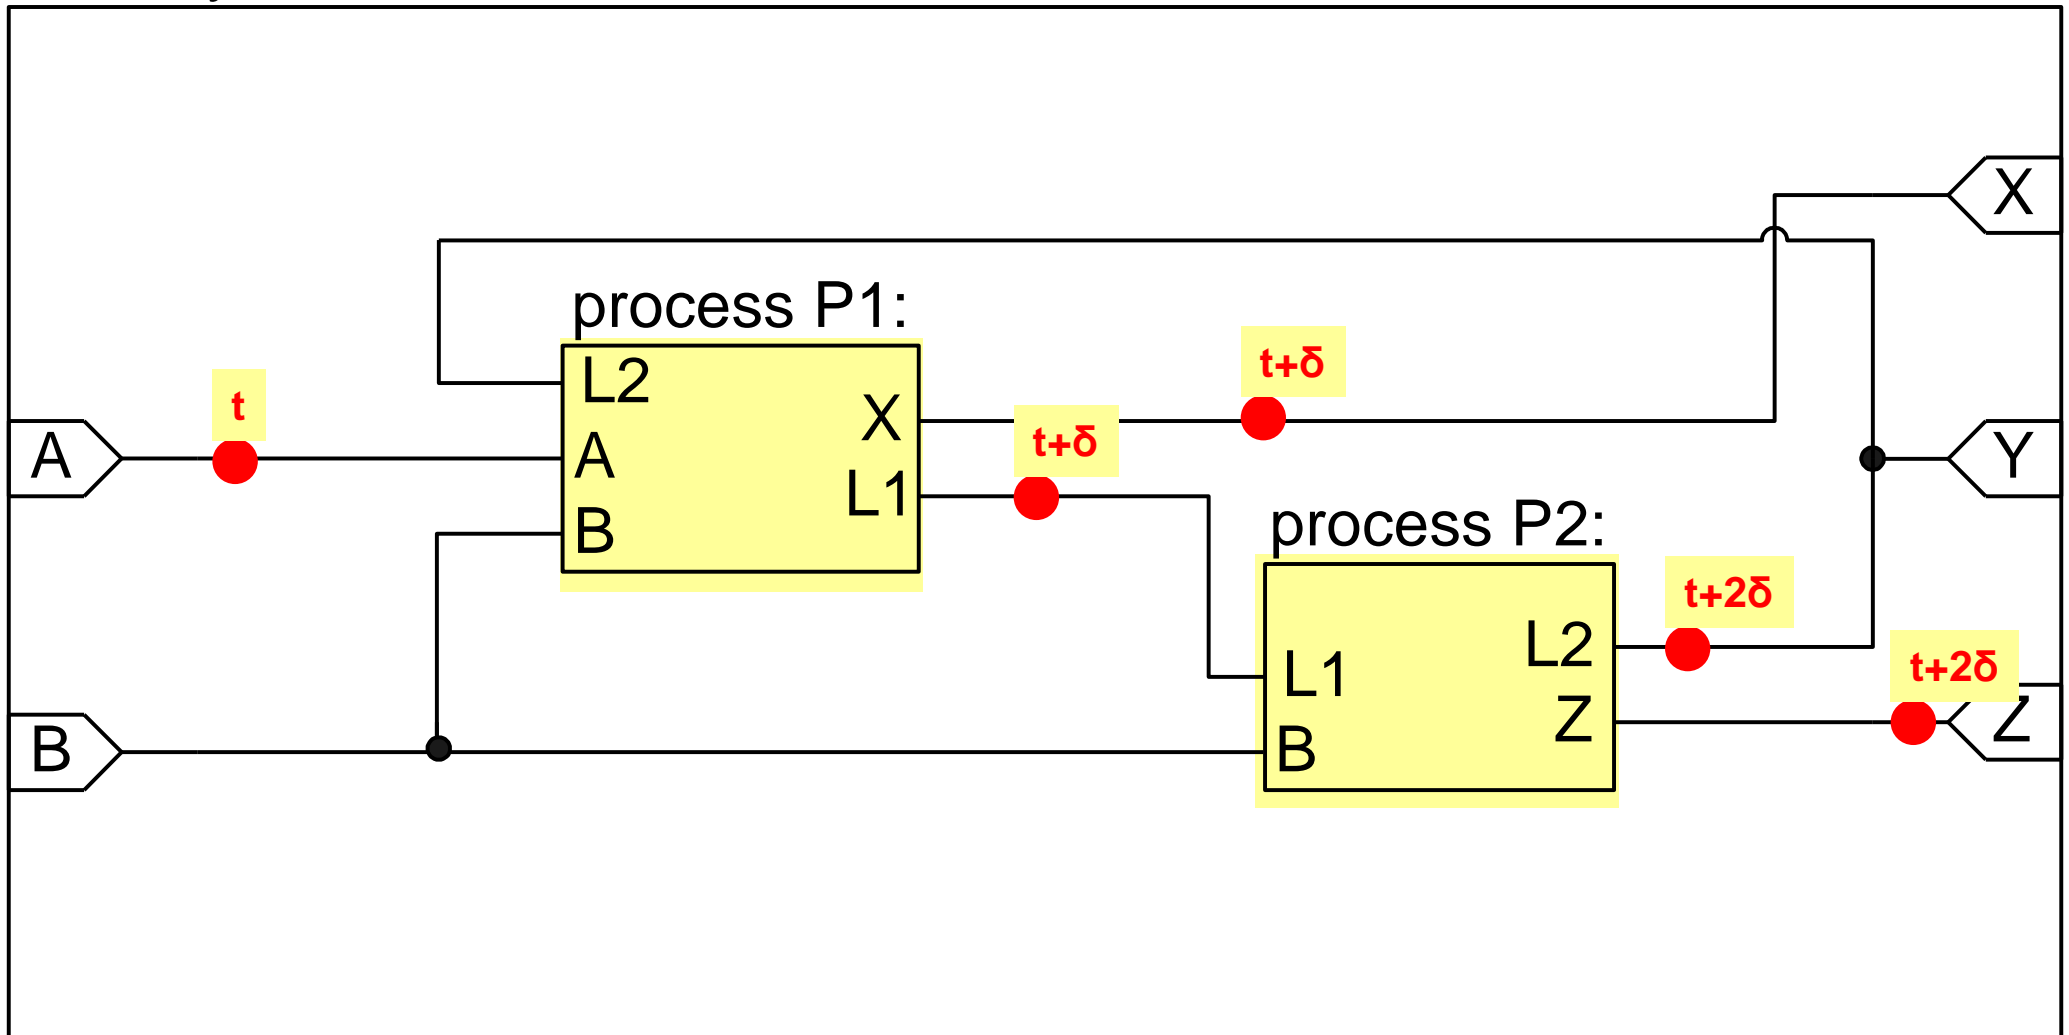 X
process P1:
L2
t+δ
t
X
t+δ
A
A
Y
L1
B
process P2:
t+2δ
L2
t+2δ
L1
B
Z
Z
B